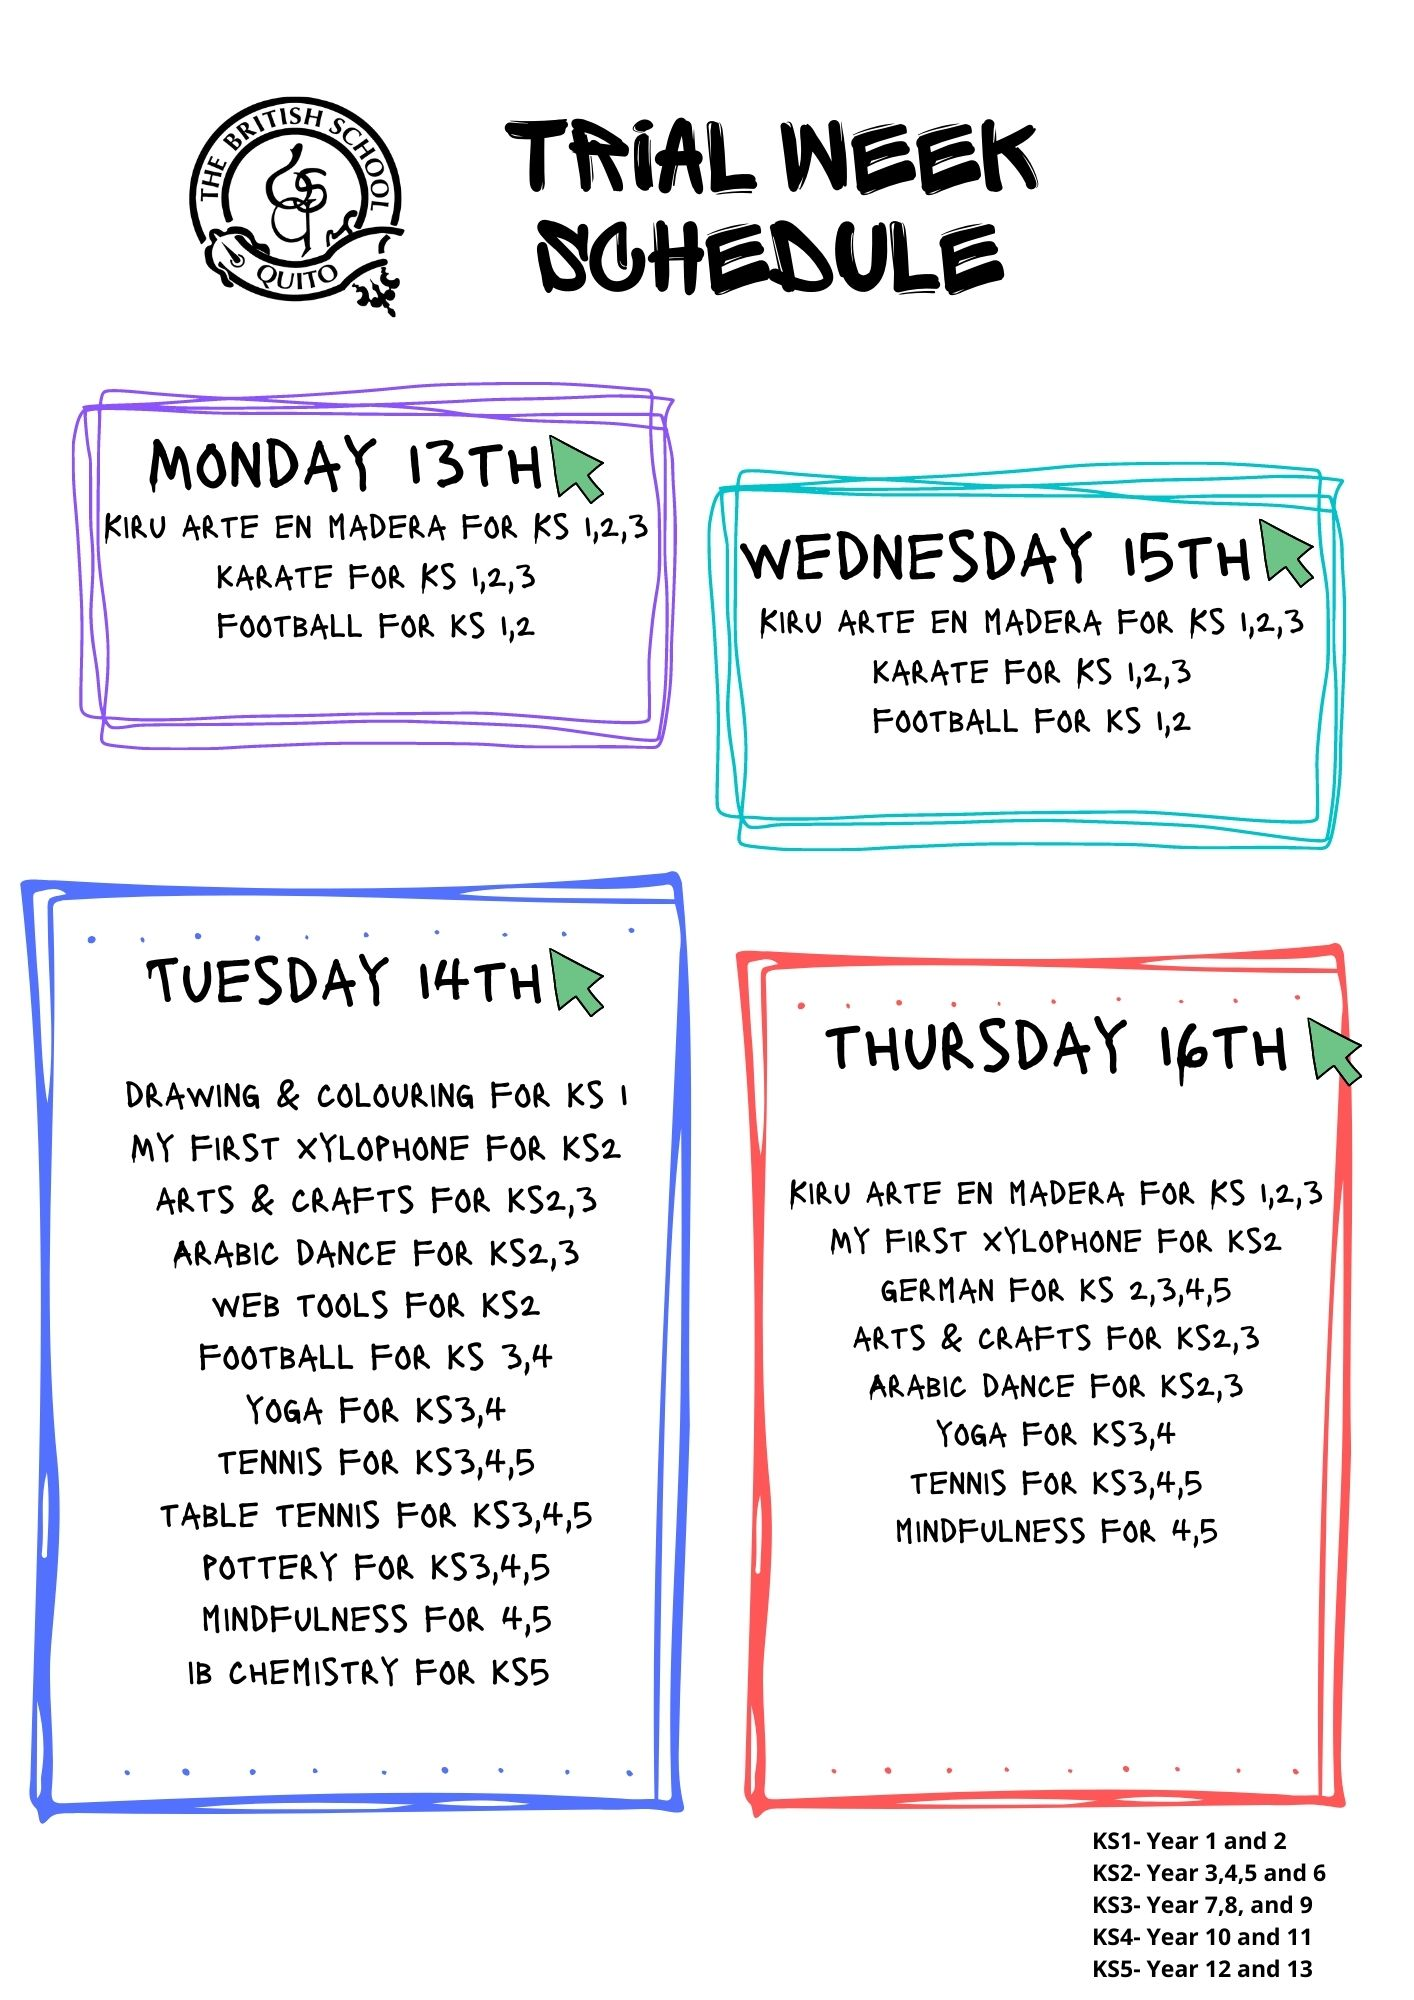 THE BRITISH SCHOOL
QUITO
TRIAL WEEK
SCHEDULE
MONDAY 13TH
KIRU ARTE EN MADERA FOR KS 1,2,3
KARATE FOR KS 1,2,3
FOOTBALL FOR KS 1,2
WEDNESDAY 15TH
KIRU ARTE EN MADERA FOR KS 1,2,3
KARATE FOR KS 1,2,3
FOOTBALL FOR KS 1,2
TUESDAY 14TH
DRAWING & COLOURING FOR KS 1
MY FIRST XYLOPHONE FOR KS2
ARTS & CRAFTS FOR KS2,3
ARABIC DANCE FOR KS2,3
WEB TOOLS FOR KS2
FOOTBALL FOR KS 3,4
YOGA FOR KS3,4
TENNIS FOR KS3,4,5
TABLE TENNIS FOR KS3,4,5
POTTERY FOR KS3,4,5
MINDFULNESS FOR 4,5
IB CHEMISTRY FOR KS5
THURSDAY 16TH
KIRU ARTE EN MADERA FOR KS 1,2,3
MY FIRST XYLOPHONE FOR KS2
GERMAN FOR KS 2,3,4,5
ARTS & CRAFTS FOR KS2,3
ARABIC DANCE FOR KS2,3
YOGA FOR KS3,4
TENNIS FOR KS3,4,5
MINDFULNESS FOR 4,5
KS1- Year 1 and 2
KS2- Year 3,4,5 and 6
KS3- Year 7,8, and 9
KS4- Year 10 and 11
KS5- Year 12 and 13